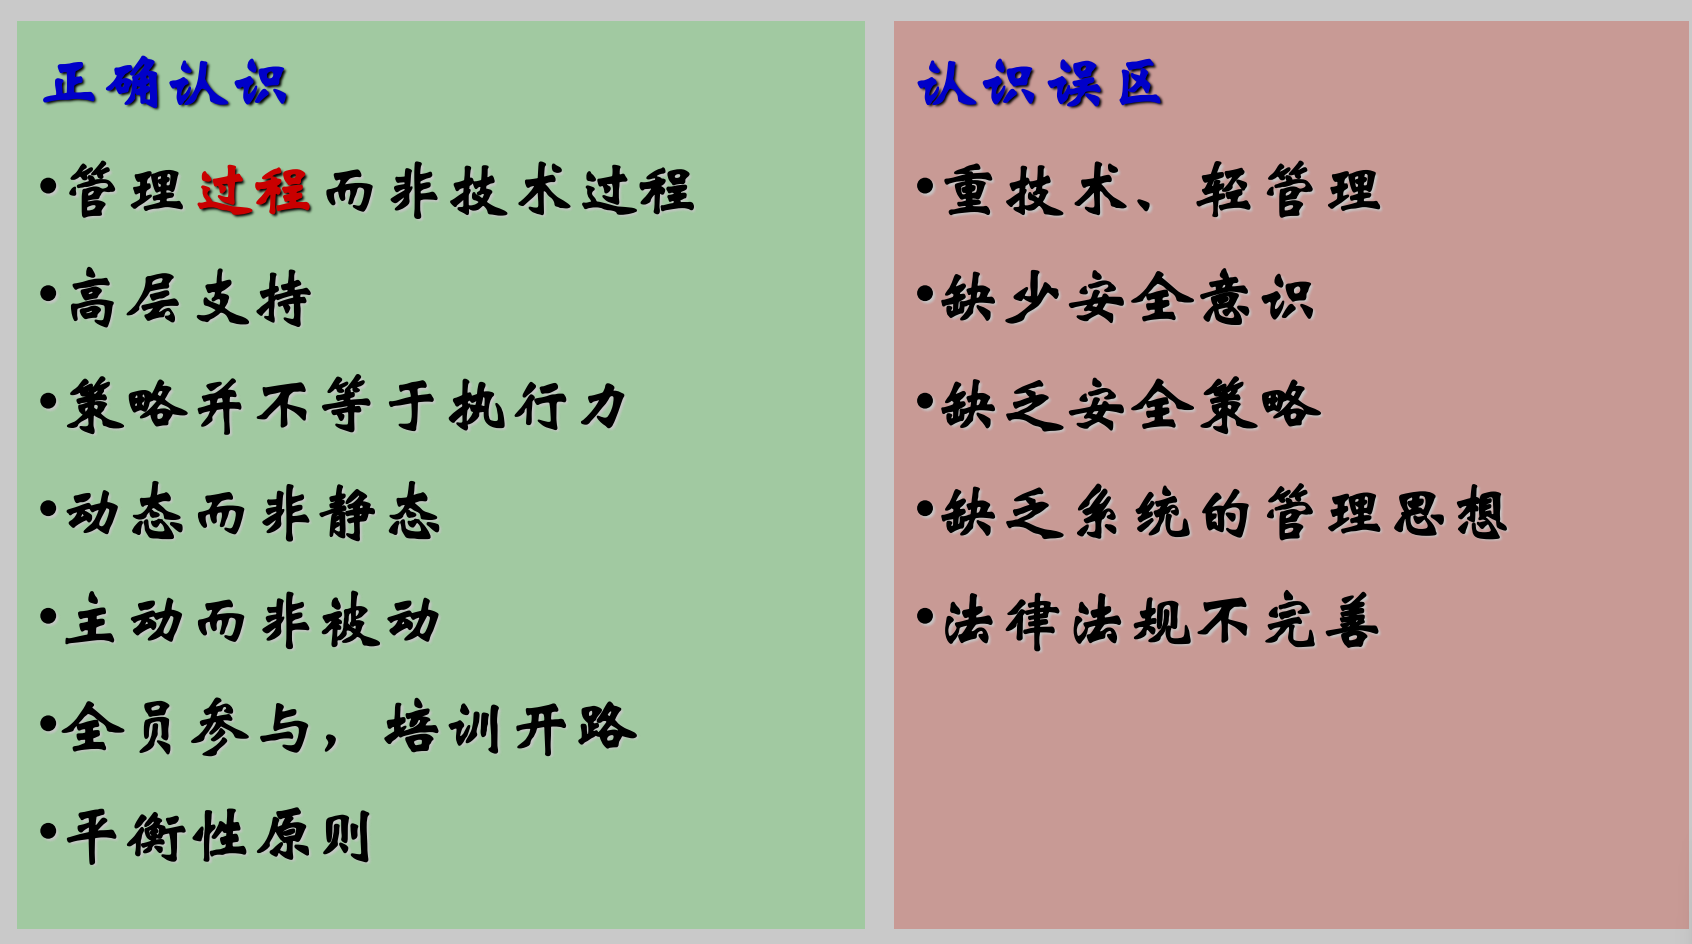 正确认识
•管理过程而非技术过程
•高层支持
•策略并不等于执行力
•动态而非静态
•主动而非被动
•全员参与，培训开路
•平衡性原则
认识误区
•重技术、轻管理
•缺少安全意识
•缺乏安全策略
•缺乏系统的管理思想
•法律法规不完善